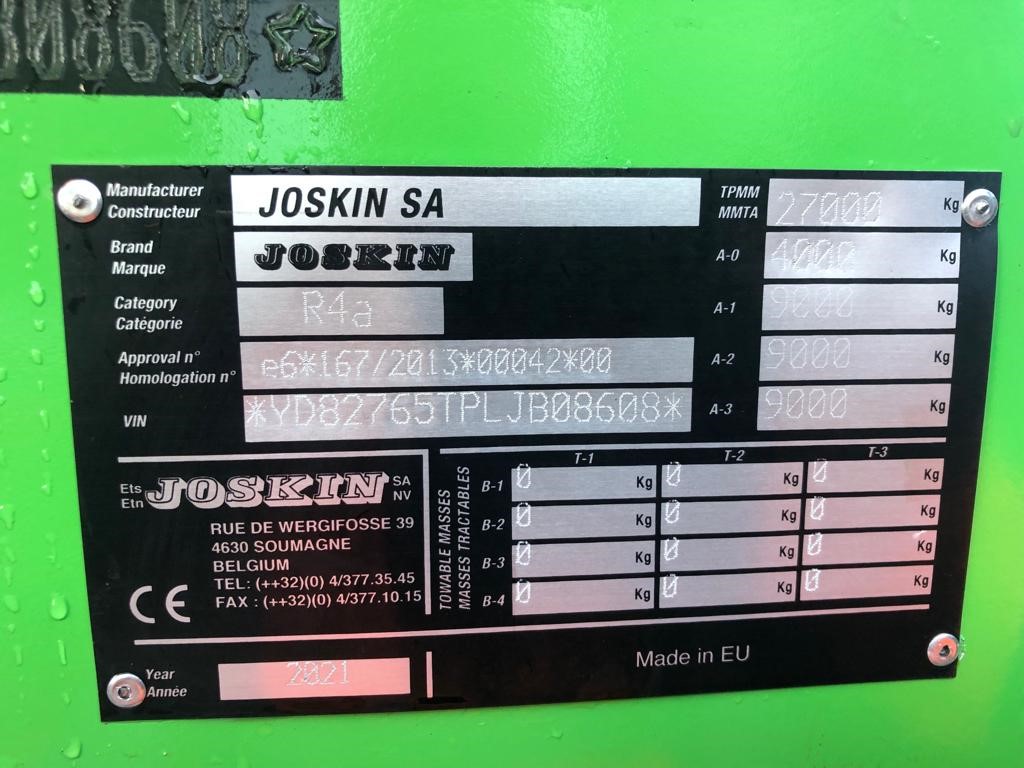 08608☆
Manufacturer JOSKIN SA TPMM 27000 Kg
Constructeur MMTA
Brand JOSKIN A-0 4000 Kg
Marque
Category R4a A-1 9000 Kg
Catégorie
Approval n° e6*167/2013*00042*00 A-2 9000 Kg
Homologation n°
VIN *YD82765TPLJB08608* A-3 9000 Kg
Ets JOSKIN SA
Etn NV
RUE DE WERGIFOSSE 39
4630 SOUMAGNE
BELGIUM
TEL: (++32)(0) 4/377.35.45
FAX : (++32)(0) 4/377.10.15
CE
TOWABLE MASSES
MASSES TRACTABLES
T-1 T-2 T-3
B-1 0 Kg 0 Kg 0 Kg
B-2 0 Kg 0 Kg 0 Kg
B-3 0 Kg 0 Kg 0 Kg
B-4 0 Kg 0 Kg 0 Kg
Year 2021
Année
Made in EU